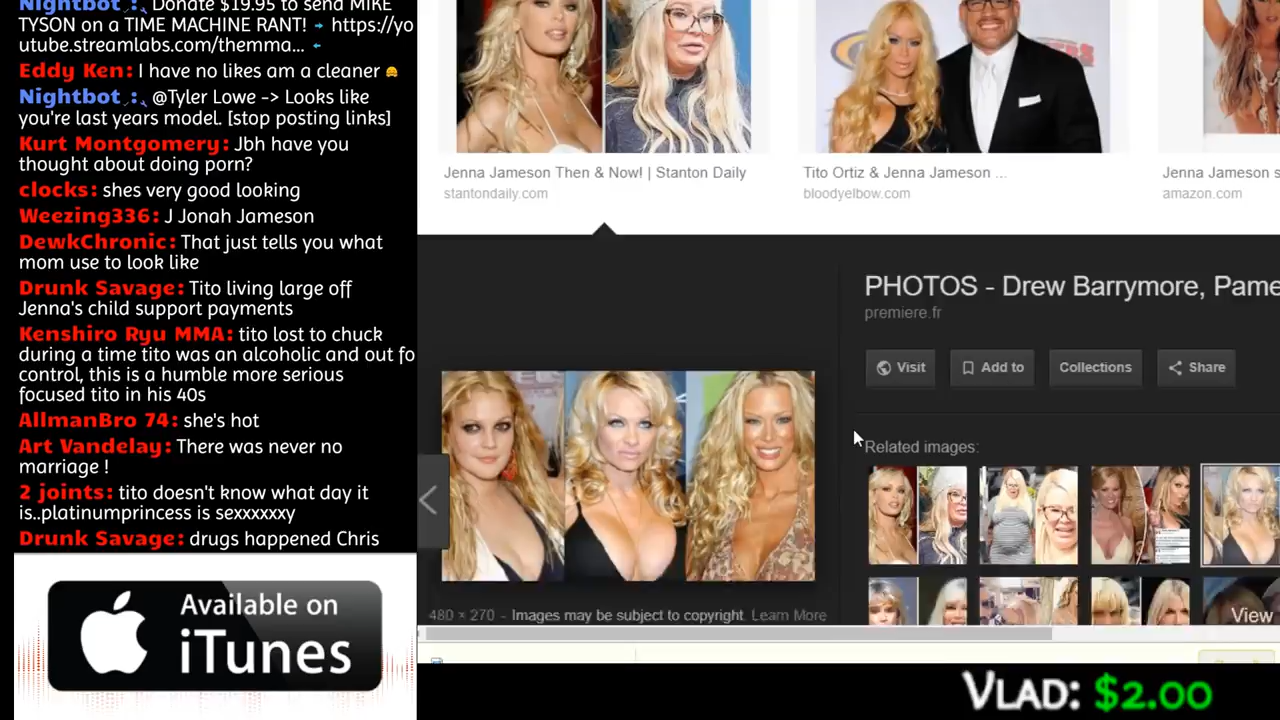 Nightbot : Donate $19.95 to send MIKE
TYSON on a TIME MACHINE RANT! https://yo
utube.streamlabs.com/themma...
Eddy Ken: I have no likes am a cleaner
Nightbot : @Tyler Lowe -> Looks like
you're last years model. [stop posting links]
Kurt Montgomery: Jbh have you
thought about doing porn?
clocks: shes very good looking
Weezing336: J Jonah Jameson
DewkChronic: That just tells you what
mom use to look like
Drunk Savage: Tito living large off
Jenna's child support payments
Kenshiro Ryu MMA: tito lost to chuck
during a time tito was an alcoholic and out fo
control, this is a humble more serious
focused tito in his 40s
AllmanBro 74: she's hot
Art Vandelay: There was never no
marriage !
2 joints: tito doesn't know what day it
is..platinumprincess is sexxxxxy
Drunk Savage: drugs happened Chris
Available on
iTunes
Jenna Jameson Then & Now! | Stanton Daily
stantondaily.com
Tito Ortiz & Jenna Jameson ...
bloodyelbow.com
Jenna Jameson s
amazon.com
PHOTOS - Drew Barrymore, Pame
premiere.fr
Visit
Add to
Collections
Share
Related images:
View
480 × 270 - Images may be subject to copyright. Learn More
VLAD: $2.00